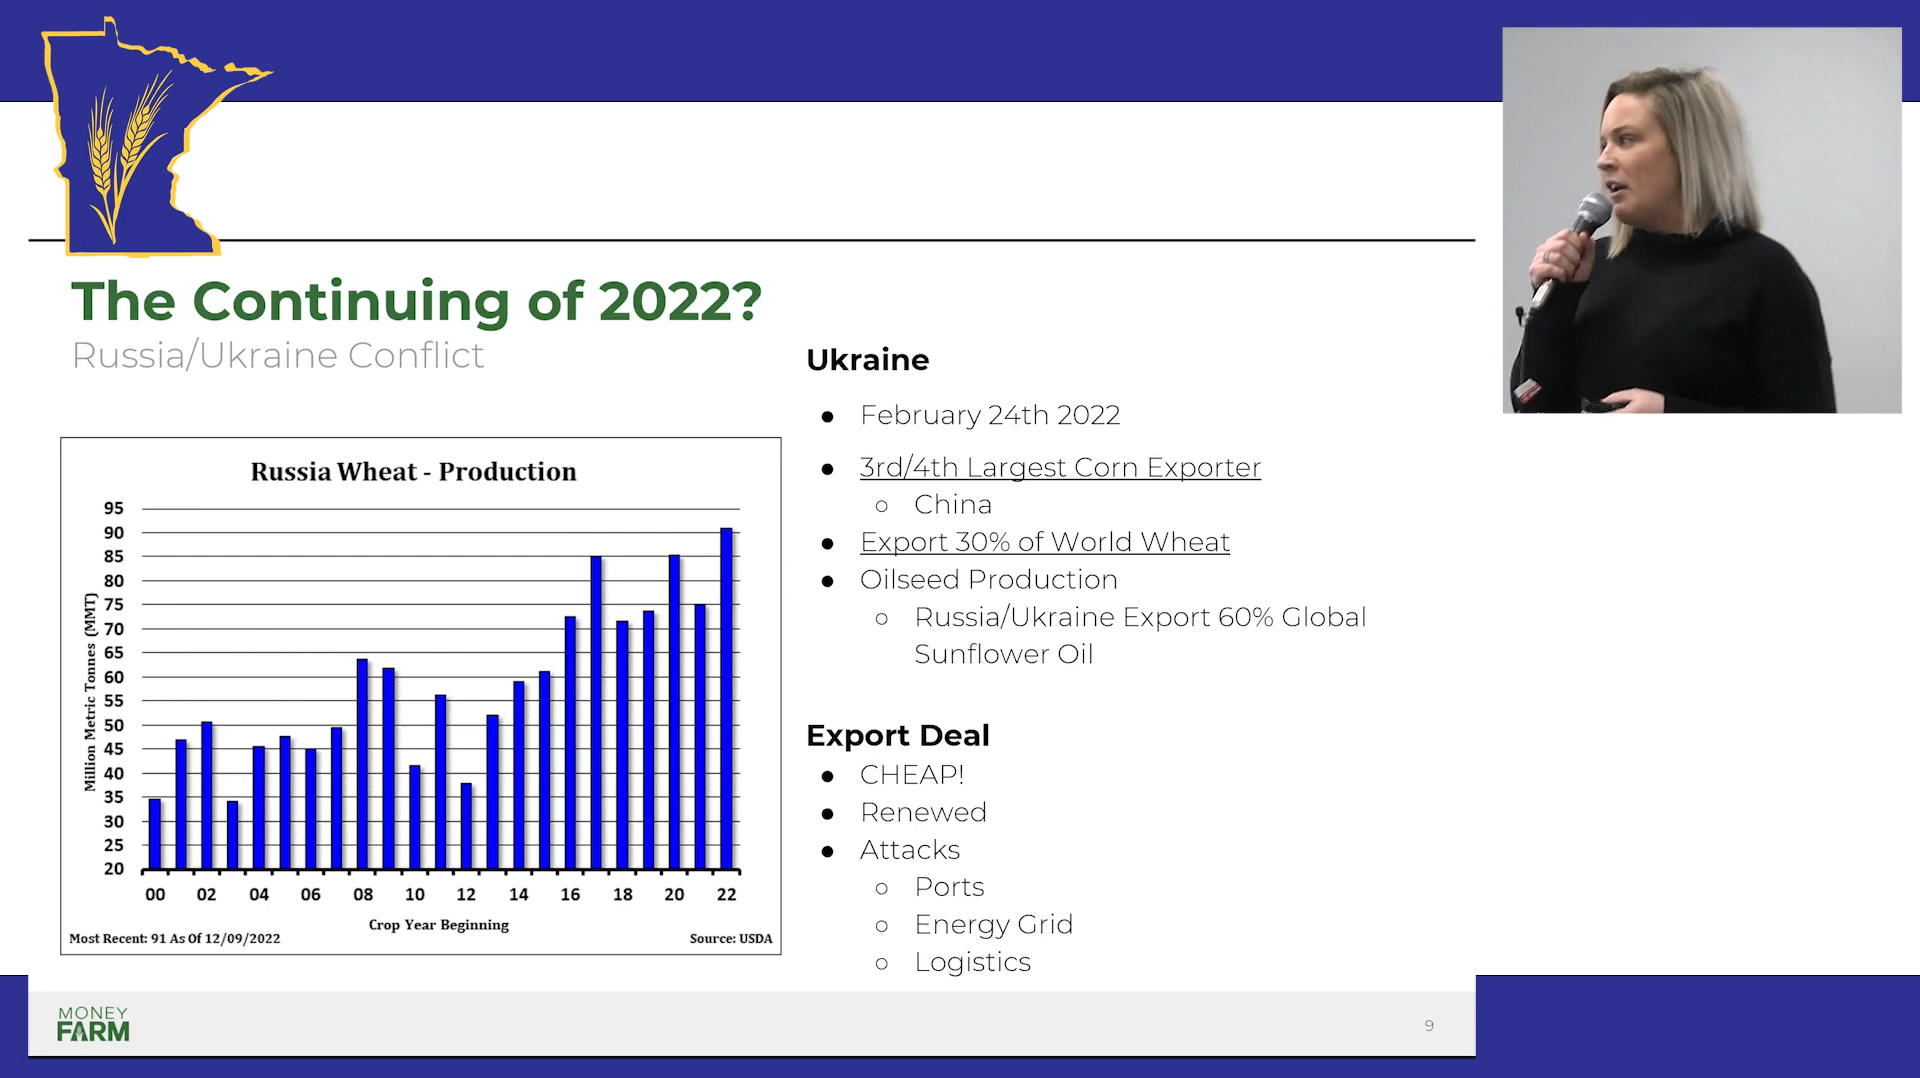 The Continuing of 2022?
Russia/Ukraine Conflict
Russia Wheat - Production
Million Metric Tonnes (MMT)
95
90
85
80
75
70
65
60
55
50
45
40
35
30
25
20
00 02 04 06 08 10 12 14 16 18 20 22
Crop Year Beginning
Most Recent: 91 As Of 12/09/2022
Source: USDA
Ukraine
● February 24th 2022
● 3rd/4th Largest Corn Exporter
○ China
● Export 30% of World Wheat
● Oilseed Production
○ Russia/Ukraine Export 60% Global
Sunflower Oil
Export Deal
● CHEAP!
● Renewed
● Attacks
○ Ports
○ Energy Grid
○ Logistics
MONEY
FARM
9